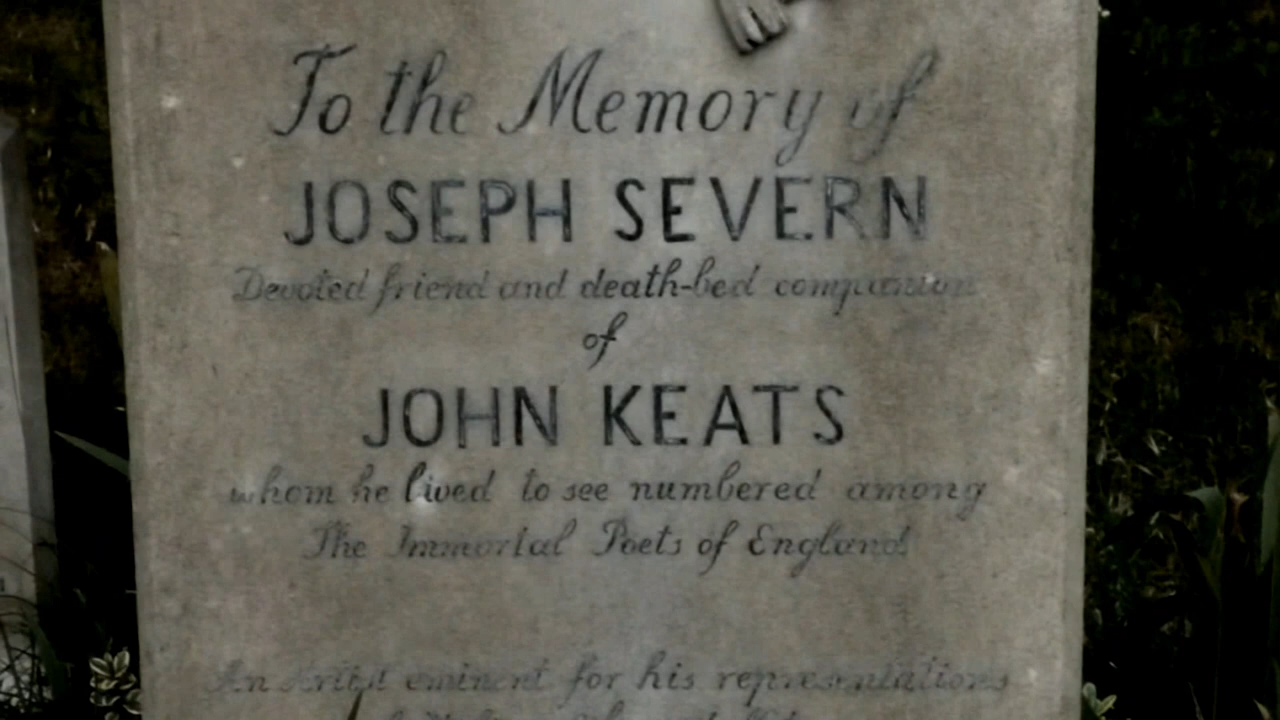 To the Memory of
JOSEPH SEVERN
Devoted friend and death-bed companion
of
JOHN KEATS
whom he lived to see numbered among
The Immortal Poets of England
An Artist eminent for his representations